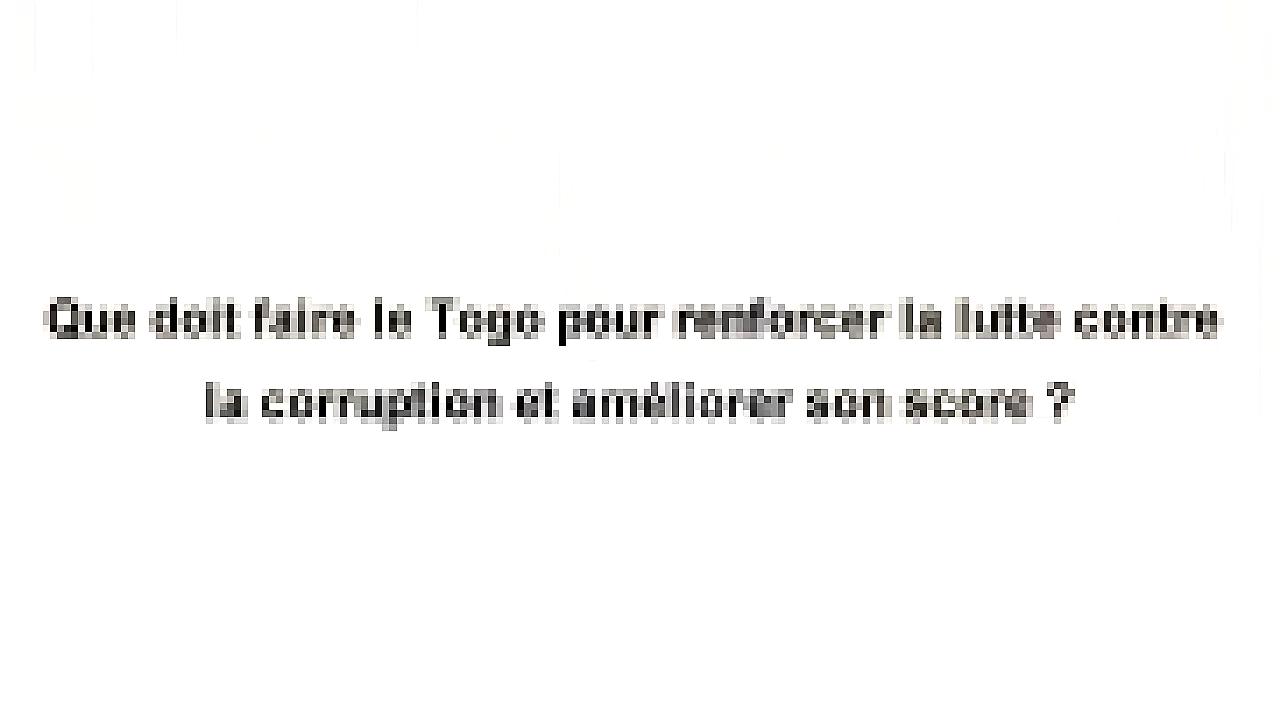 Que doit faire le Togo pour renforcer la lutte contre
la corruption et améliorer son score ?